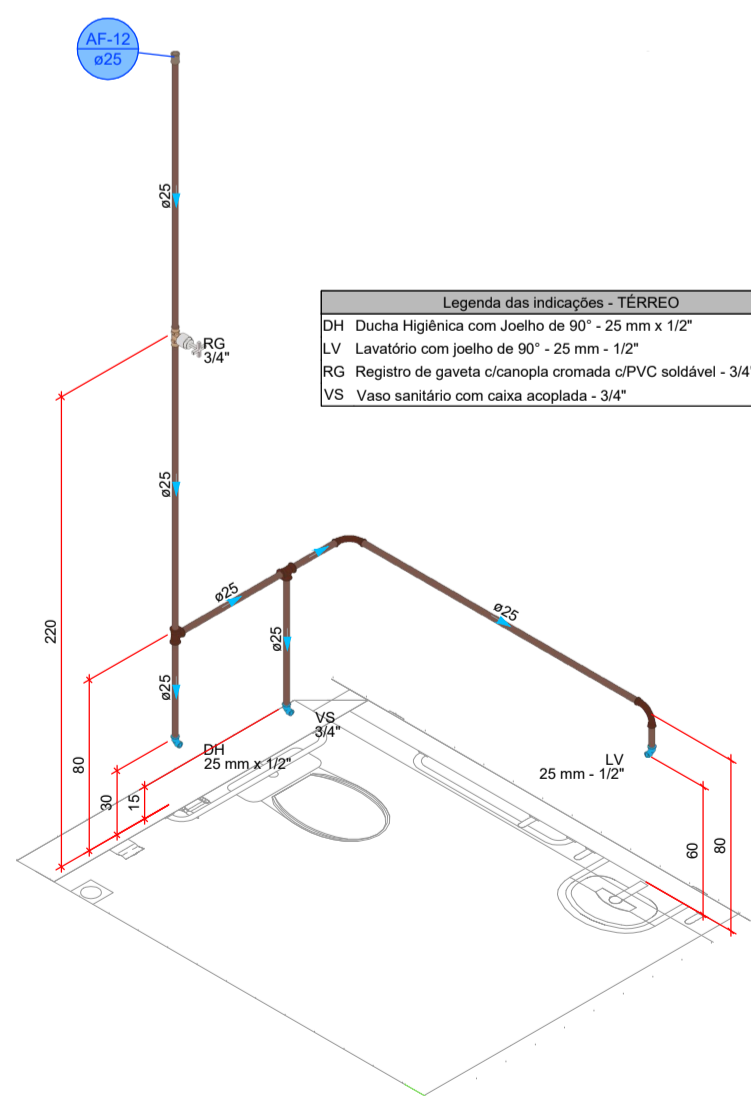 AF-12
ø25
ø25
RG
3/4"
Legenda das indicações - TÉRREO
DH Ducha Higiênica com Joelho de 90° - 25 mm x 1/2"
LV Lavatório com joelho de 90° - 25 mm - 1/2"
RG Registro de gaveta c/canopla cromada c/PVC soldável - 3/4"
VS Vaso sanitário com caixa acoplada - 3/4"
ø25
ø25
ø25
ø25
ø25
220
80
30
15
DH
25 mm x 1/2"
VS
3/4"
LV
25 mm - 1/2"
60
80